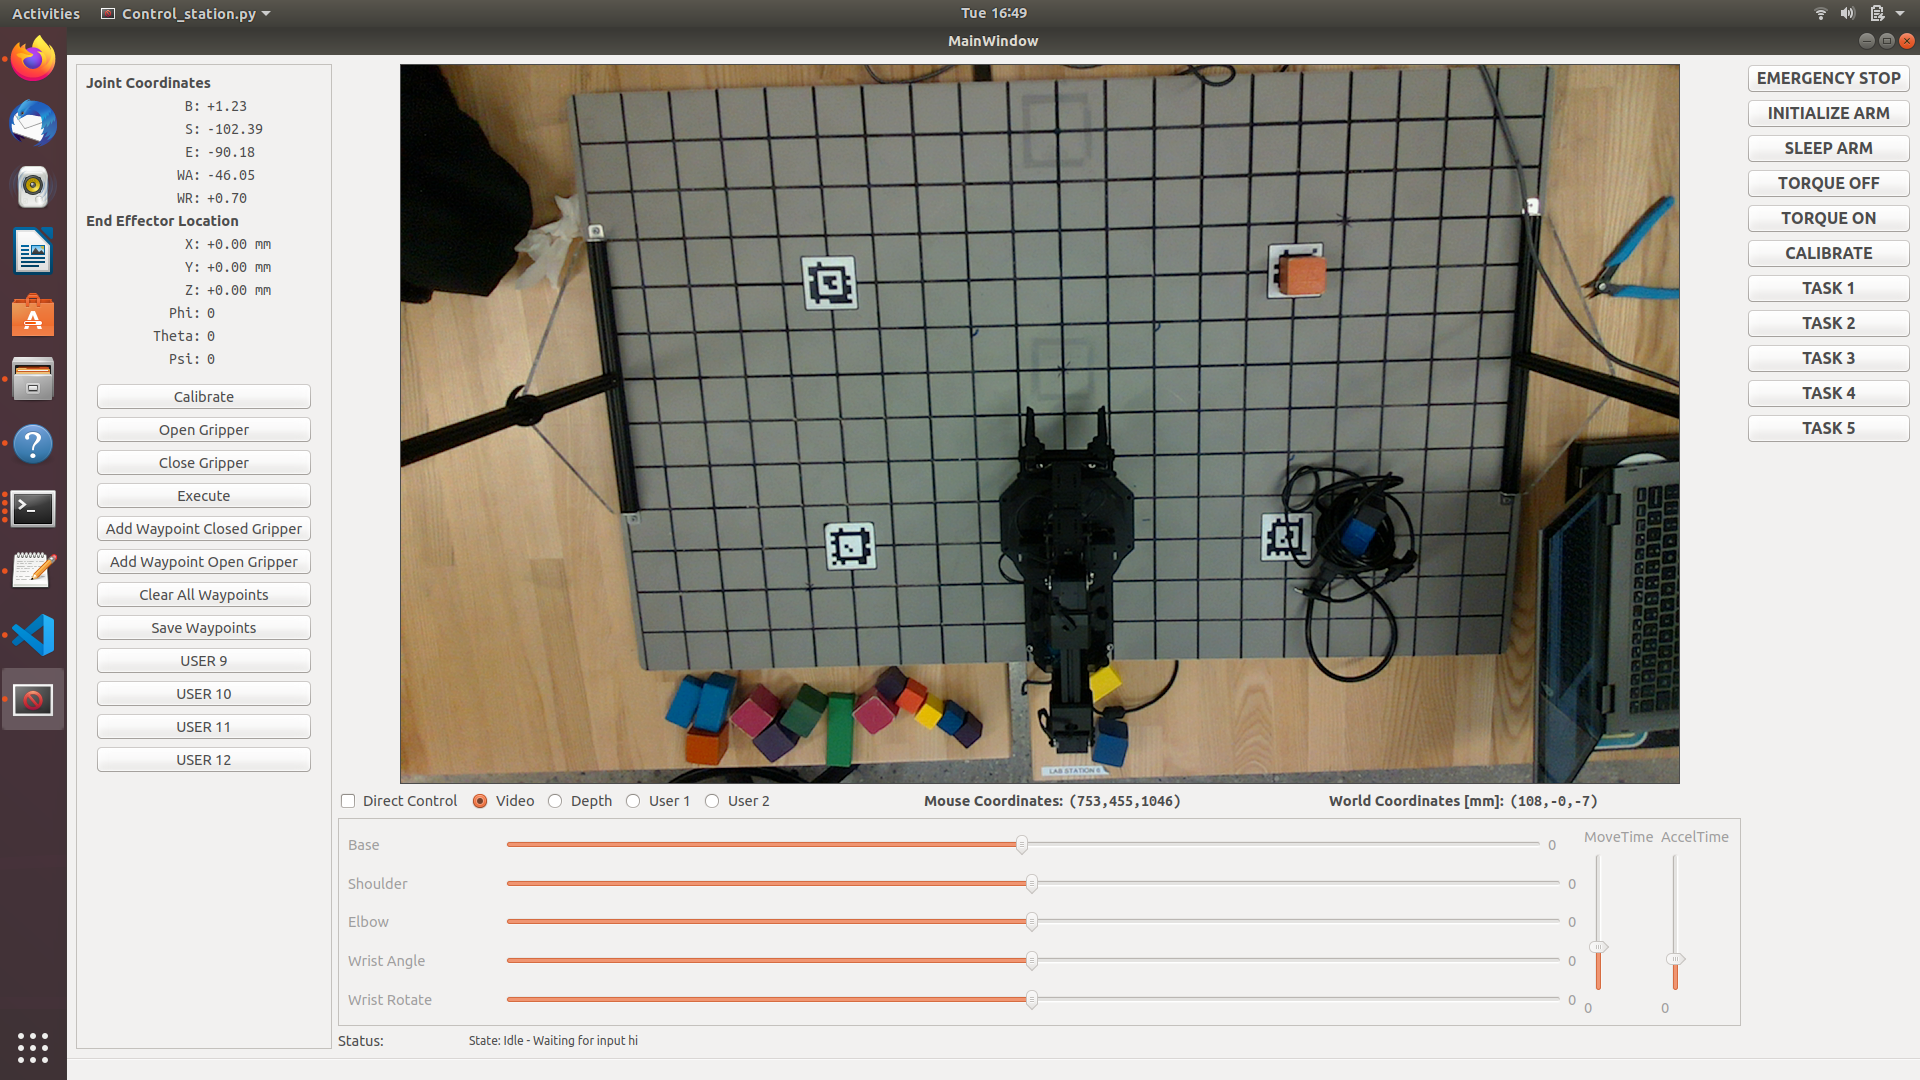 Activities Control_station.py Tue 16:49
MainWindow
Joint Coordinates
B: +1.23
S: -102.39
E: -90.18
WA: -46.05
WR: +0.70
End Effector Location
X: +0.00 mm
Y: +0.00 mm
Z: +0.00 mm
Phi: 0
Theta: 0
Psi: 0
Calibrate
Open Gripper
Close Gripper
Execute
Add Waypoint Closed Gripper
Add Waypoint Open Gripper
Clear All Waypoints
Save Waypoints
USER 9
USER 10
USER 11
USER 12
LAB STATION 6
Direct Control Video Depth User 1 User 2 Mouse Coordinates: (753,455,1046) World Coordinates [mm]: (108,-0,-7)
Base 0
Shoulder 0
Elbow 0
Wrist Angle 0
Wrist Rotate 0
MoveTime AccelTime
0 0
Status: State: Idle - Waiting for input hi
EMERGENCY STOP
INITIALIZE ARM
SLEEP ARM
TORQUE OFF
TORQUE ON
CALIBRATE
TASK 1
TASK 2
TASK 3
TASK 4
TASK 5